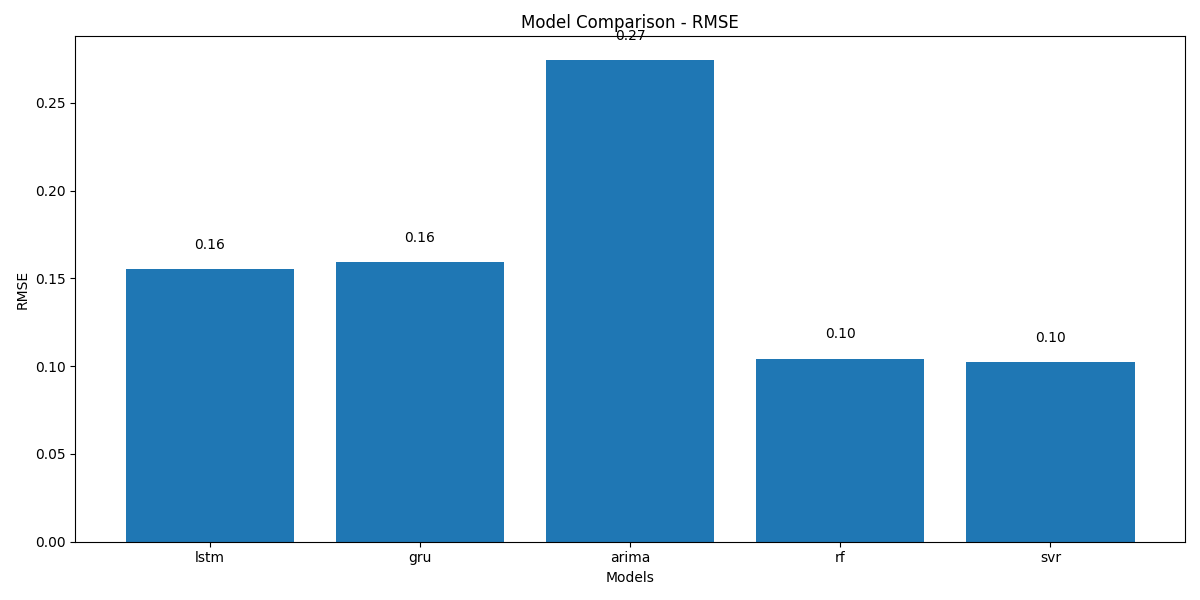 Model Comparison - RMSE
0.27
0.25
0.20
0.16
0.16
0.15
RMSE
0.10
0.10
0.10
0.05
0.00
lstm
gru
arima
rf
svr
Models